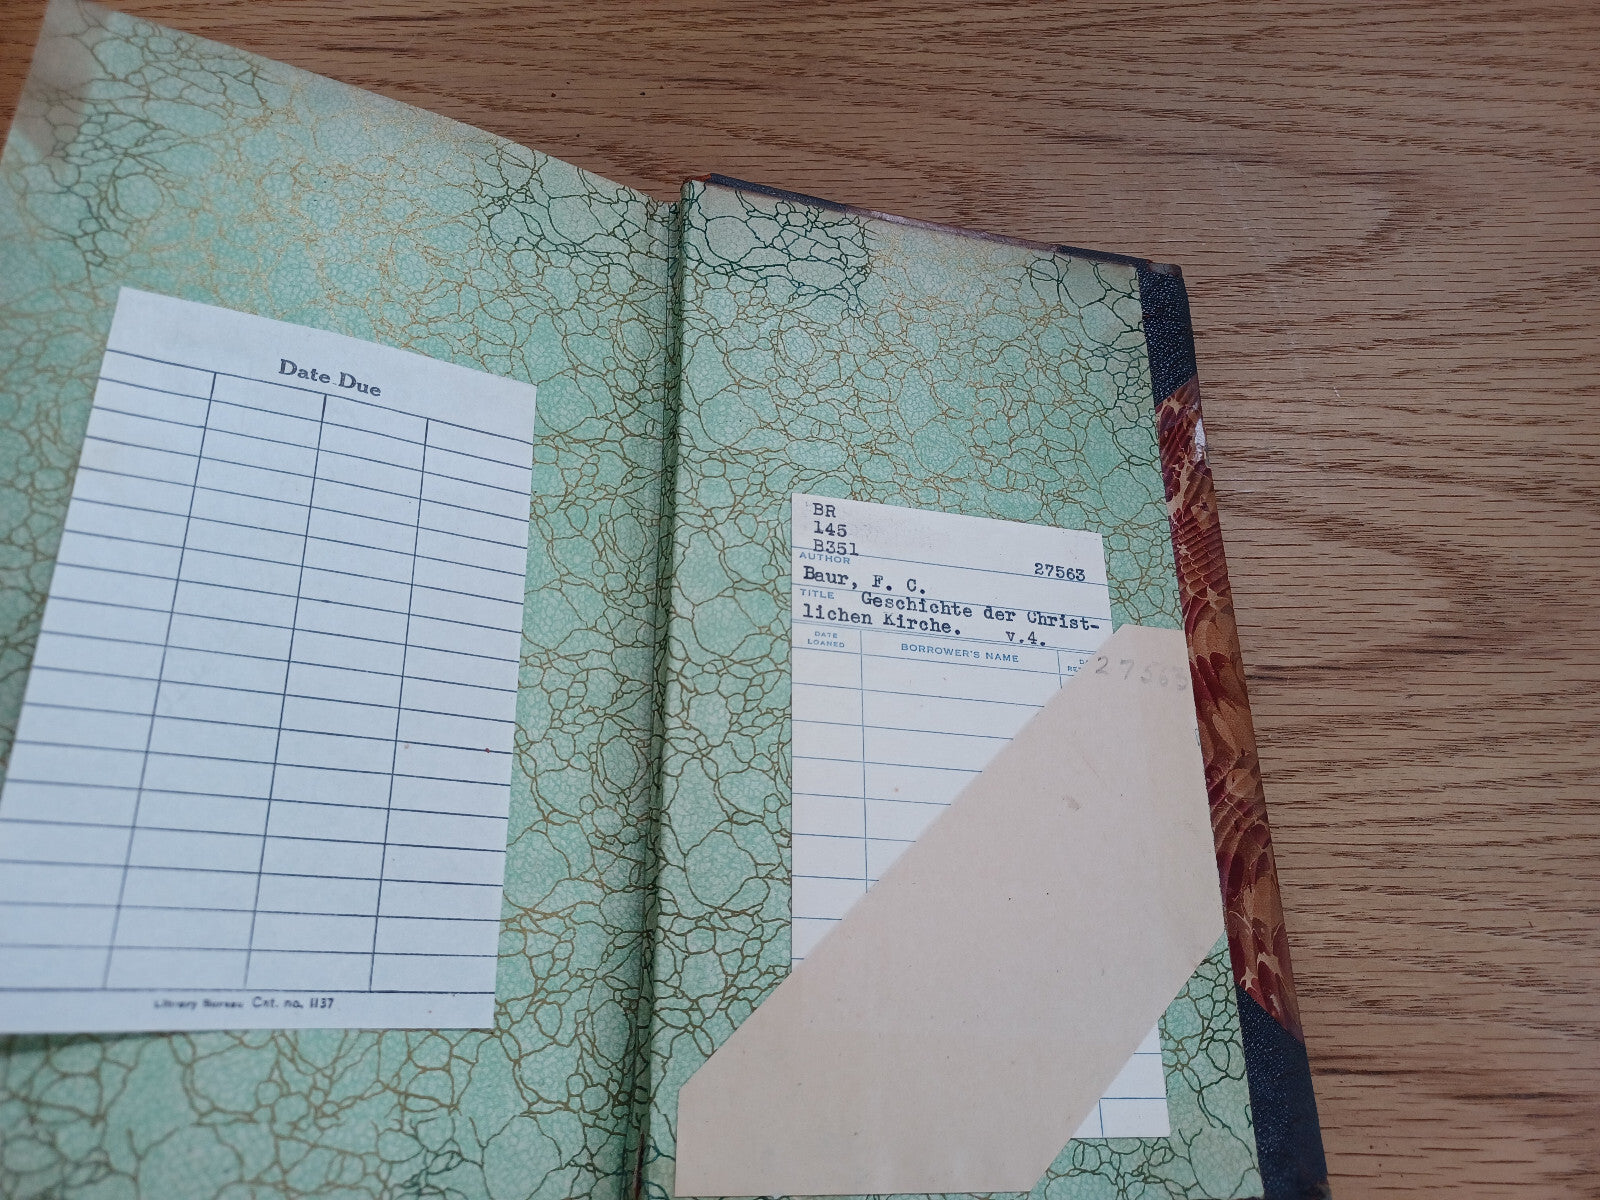 Date Due
Library Bureau Cat. no. 1137
BR
145
B351
AUTHOR 27563
Baur, F. C.
TITLE Geschichte der Christ-
lichen Kirche. v.4.
DATE
LOANED
BORROWER'S NAME
27563